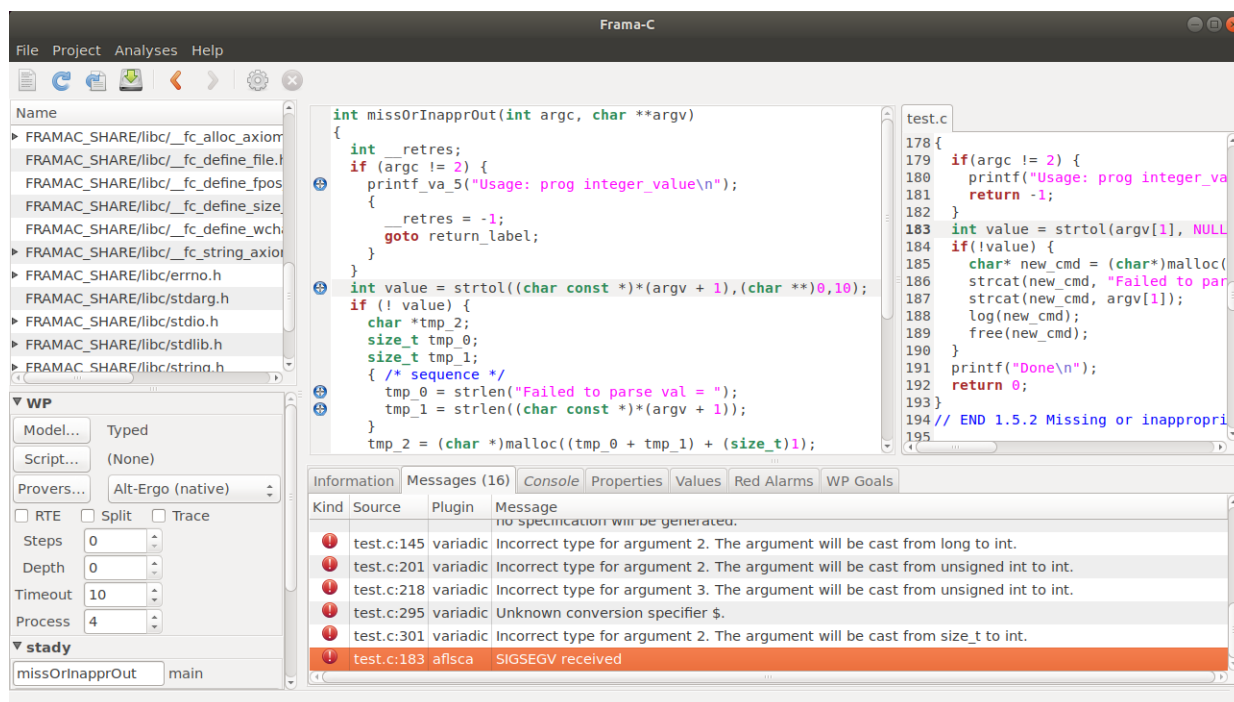 Frama-C
File Project Analyses Help
Name
FRAMAC_SHARE/libc/__fc_alloc_axiom
FRAMAC_SHARE/libc/__fc_define_file.h
FRAMAC_SHARE/libc/__fc_define_fpos
FRAMAC_SHARE/libc/__fc_define_size_
FRAMAC_SHARE/libc/__fc_define_wcha
FRAMAC_SHARE/libc/__fc_string_axior
FRAMAC_SHARE/libc/errno.h
FRAMAC_SHARE/libc/stdarg.h
FRAMAC_SHARE/libc/stdio.h
FRAMAC_SHARE/libc/stdlib.h
FRAMAC_SHARE/libc/string.h
WP
Model... Typed
Script... (None)
Provers... Alt-Ergo (native)
RTE Split Trace
Steps 0
Depth 0
Timeout 10
Process 4
stady
missOrInapprOut main
int missOrInapprOut(int argc, char **argv)
{
int __retres;
if (argc != 2) {
printf_va_5("Usage: prog integer_value\n");
{
__retres = -1;
goto return_label;
}
}
int value = strtol((char const *)*(argv + 1),(char **)0,10);
if (! value) {
char *tmp_2;
size_t tmp_0;
size_t tmp_1;
{ /* sequence */
tmp_0 = strlen("Failed to parse val = ");
tmp_1 = strlen((char const *)*(argv + 1));
}
tmp_2 = (char *)malloc((tmp_0 + tmp_1) + (size_t)1);
test.c
178 {
179 if(argc != 2) {
180 printf("Usage: prog integer_va
181 return -1;
182 }
183 int value = strtol(argv[1], NULL
184 if(!value) {
185 char* new_cmd = (char*)malloc(
186 strcat(new_cmd, "Failed to par
187 strcat(new_cmd, argv[1]);
188 log(new_cmd);
189 free(new_cmd);
190 }
191 printf("Done\n");
192 return 0;
193 }
194 // END 1.5.2 Missing or inappropri
195
Information Messages (16) Console Properties Values Red Alarms WP Goals
Kind Source Plugin Message
no specification will be generated.
test.c:145 variadic Incorrect type for argument 2. The argument will be cast from long to int.
test.c:201 variadic Incorrect type for argument 2. The argument will be cast from unsigned int to int.
test.c:218 variadic Incorrect type for argument 3. The argument will be cast from unsigned int to int.
test.c:295 variadic Unknown conversion specifier $.
test.c:301 variadic Incorrect type for argument 2. The argument will be cast from size_t to int.
test.c:183 aflsca SIGSEGV received